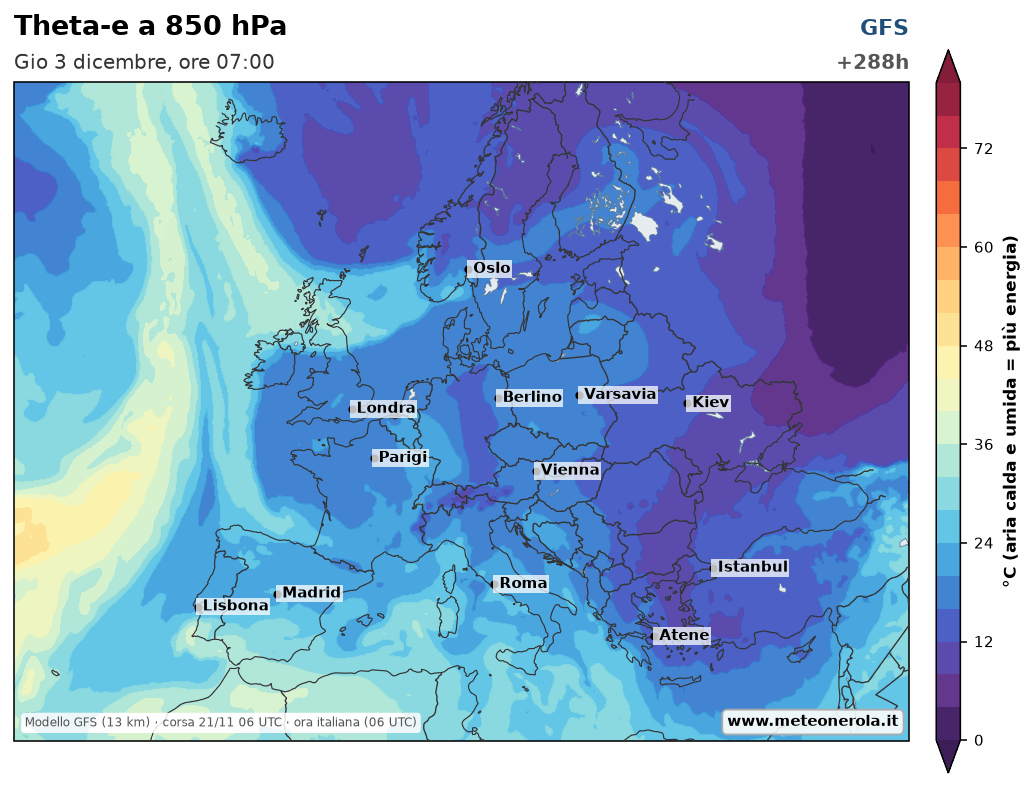 Theta-e a 850 hPa
GFS
Gio 3 dicembre, ore 07:00
+288h
Oslo
Berlino
Varsavia
Londra
Kiev
Parigi
Vienna
Istanbul
Roma
Madrid
Lisbona
Atene
Modello GFS (13 km) · corsa 21/11 06 UTC · ora italiana (06 UTC)
www.meteonerola.it
72
60
48
36
24
12
0
°C (aria calda e umida = più energia)